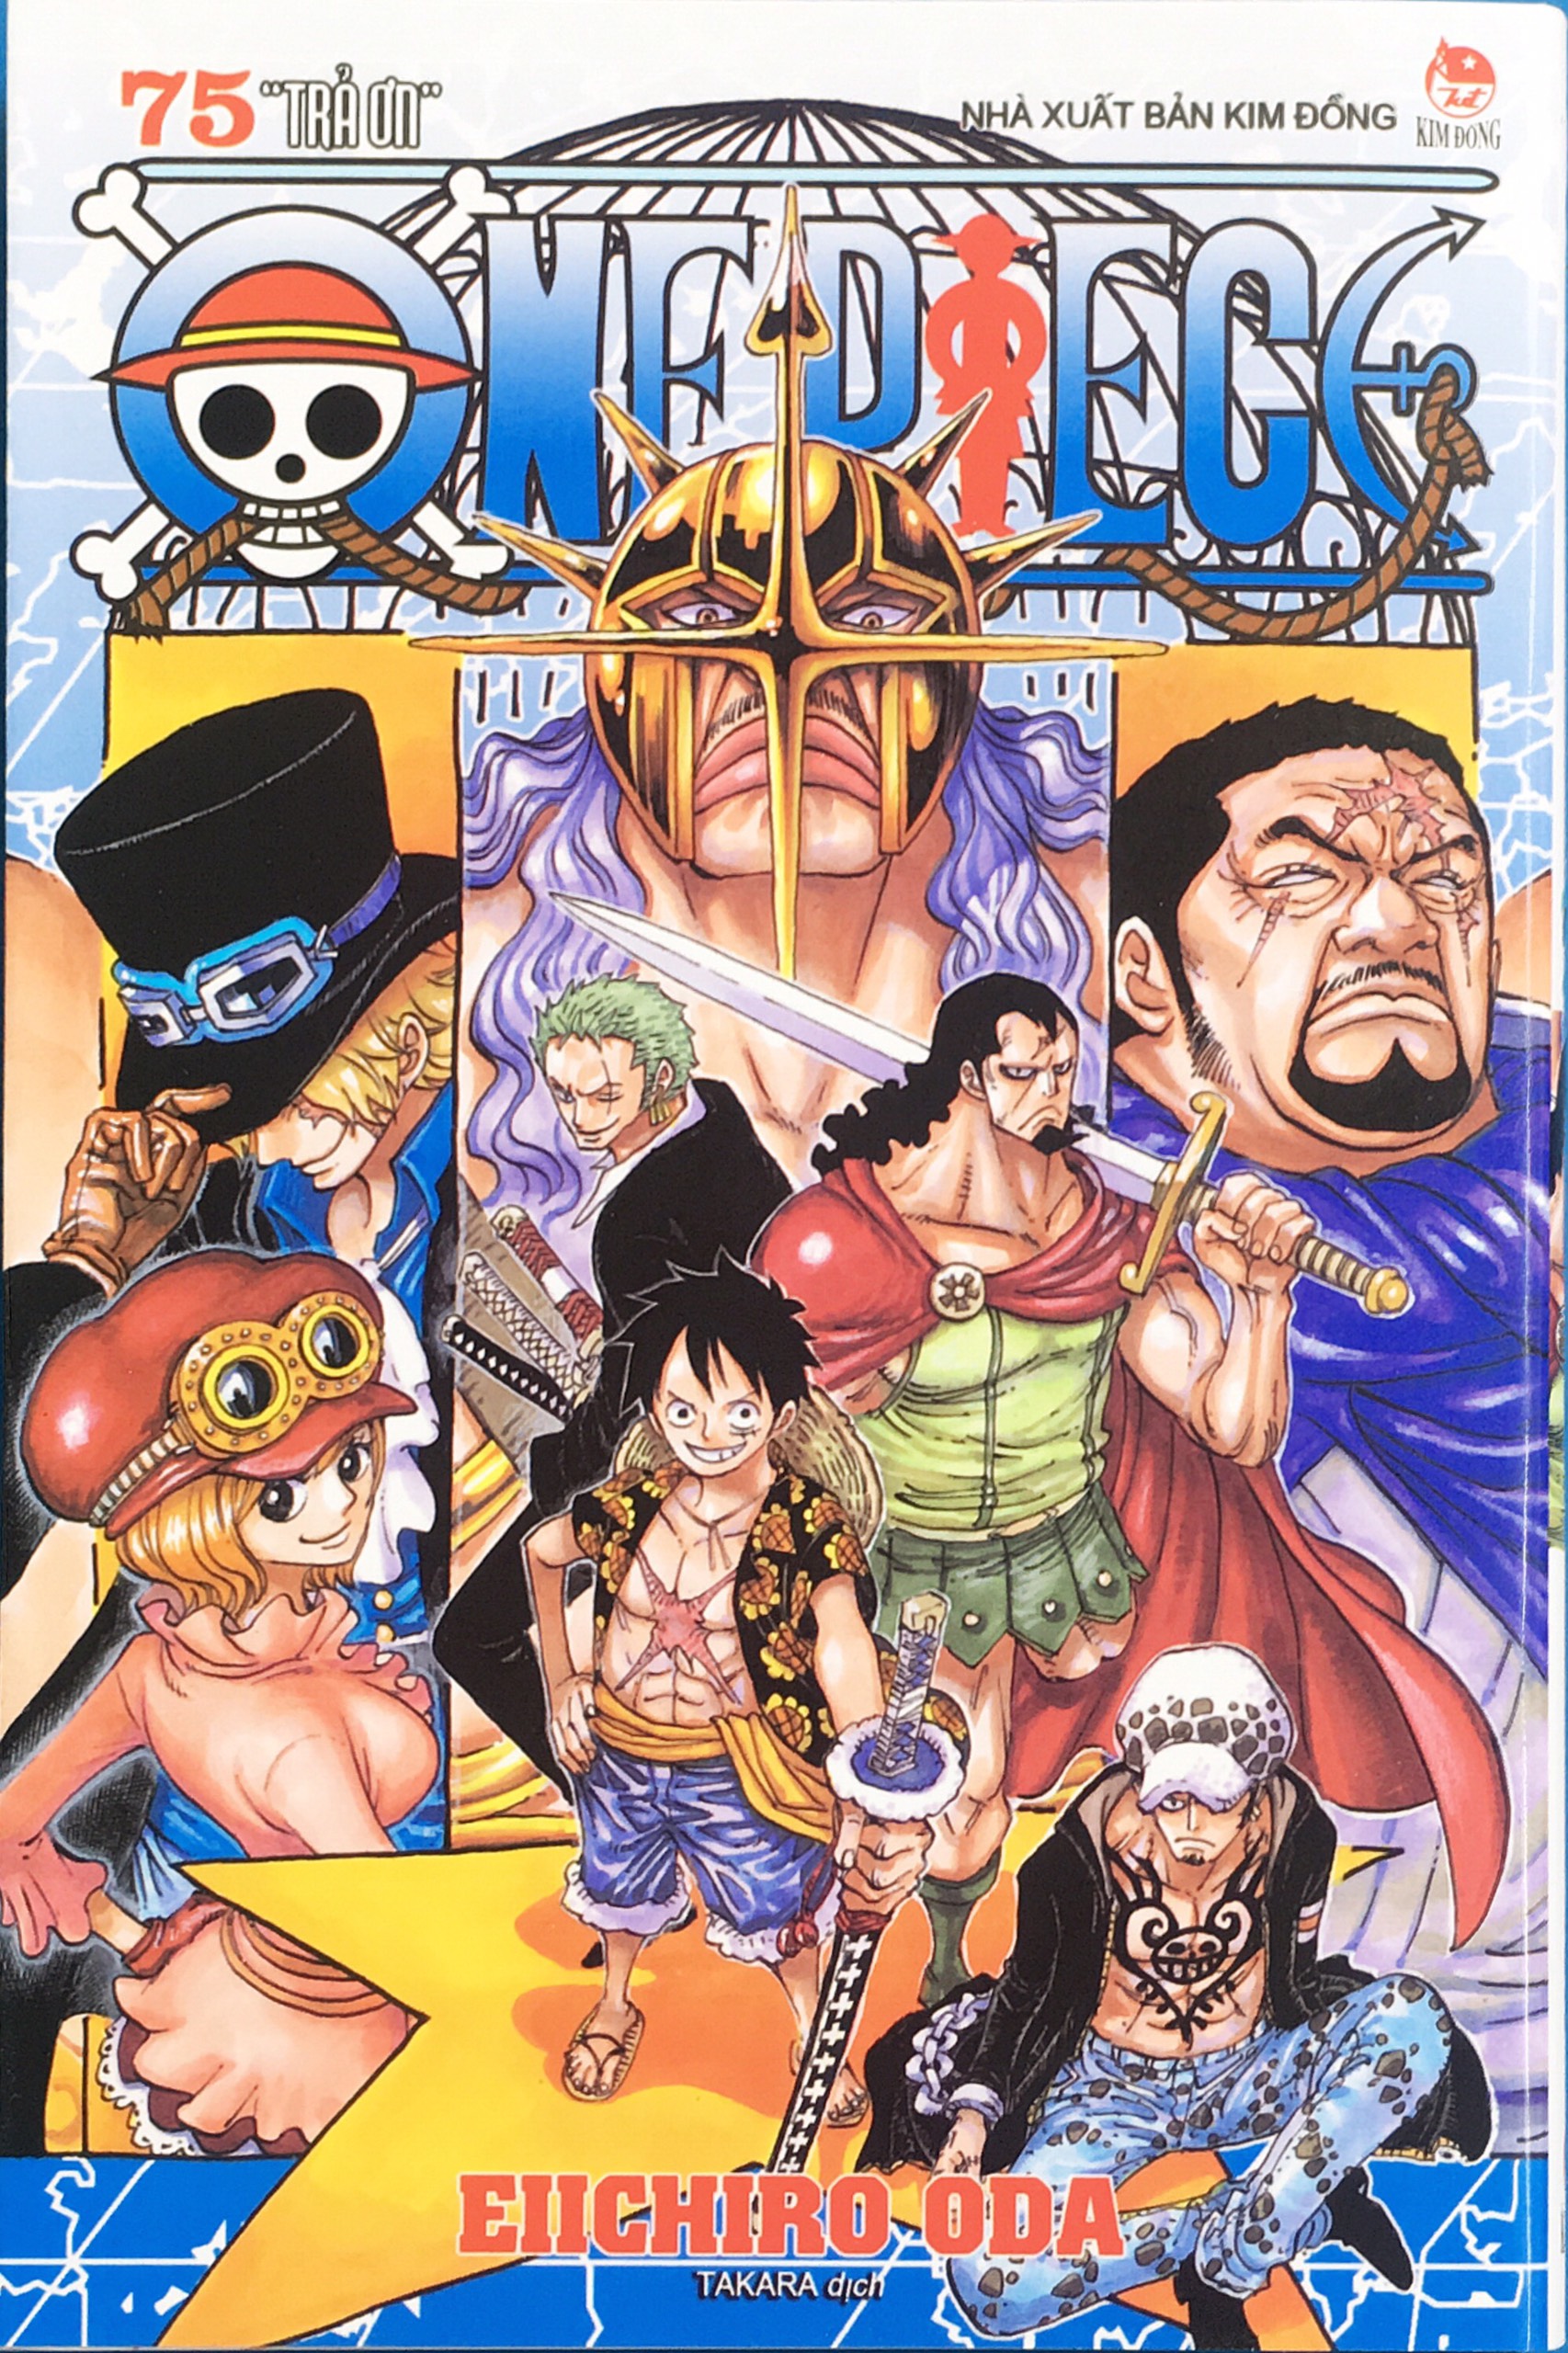 75 "TRẢ ƠN"
NHÀ XUẤT BẢN KIM ĐỒNG
KIM ĐỒNG
ONE PIECE
EIICHIRO ODA
TAKARA dịch